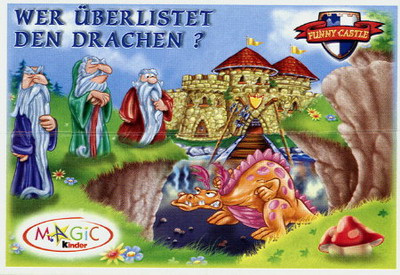 WER ÜBERLISTET
DEN DRACHEN ?
FUNNY CASTLE
MAGiC
Kinder